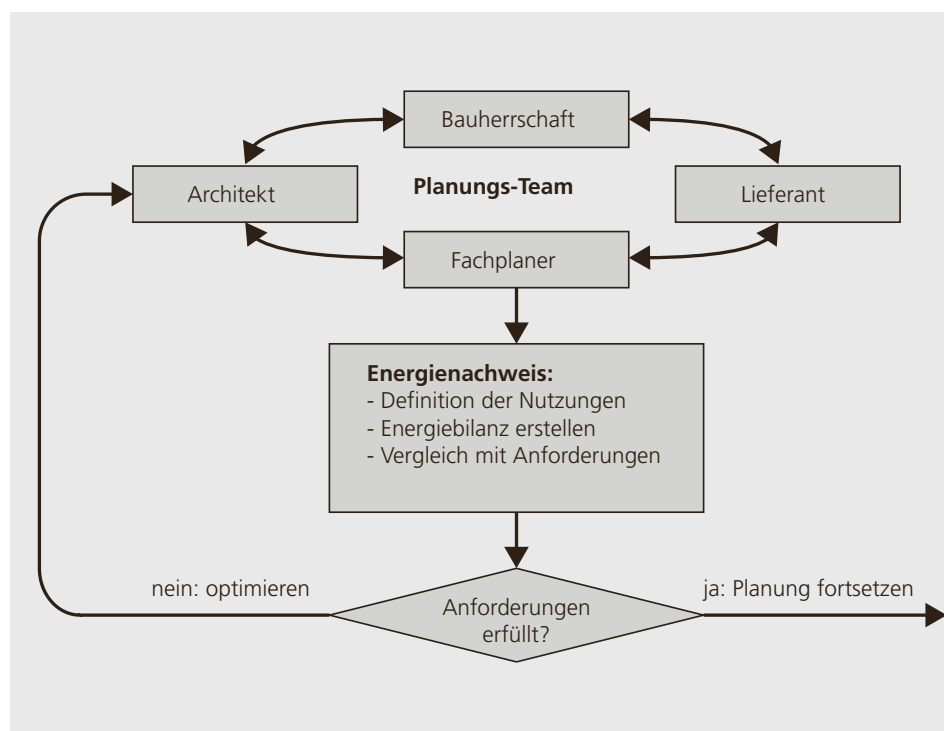 Bauherrschaft
Architekt
Planungs-Team
Lieferant
Fachplaner
Energienachweis:
- Definition der Nutzungen
- Energiebilanz erstellen
- Vergleich mit Anforderungen
nein: optimieren
ja: Planung fortsetzen
Anforderungen
erfüllt?